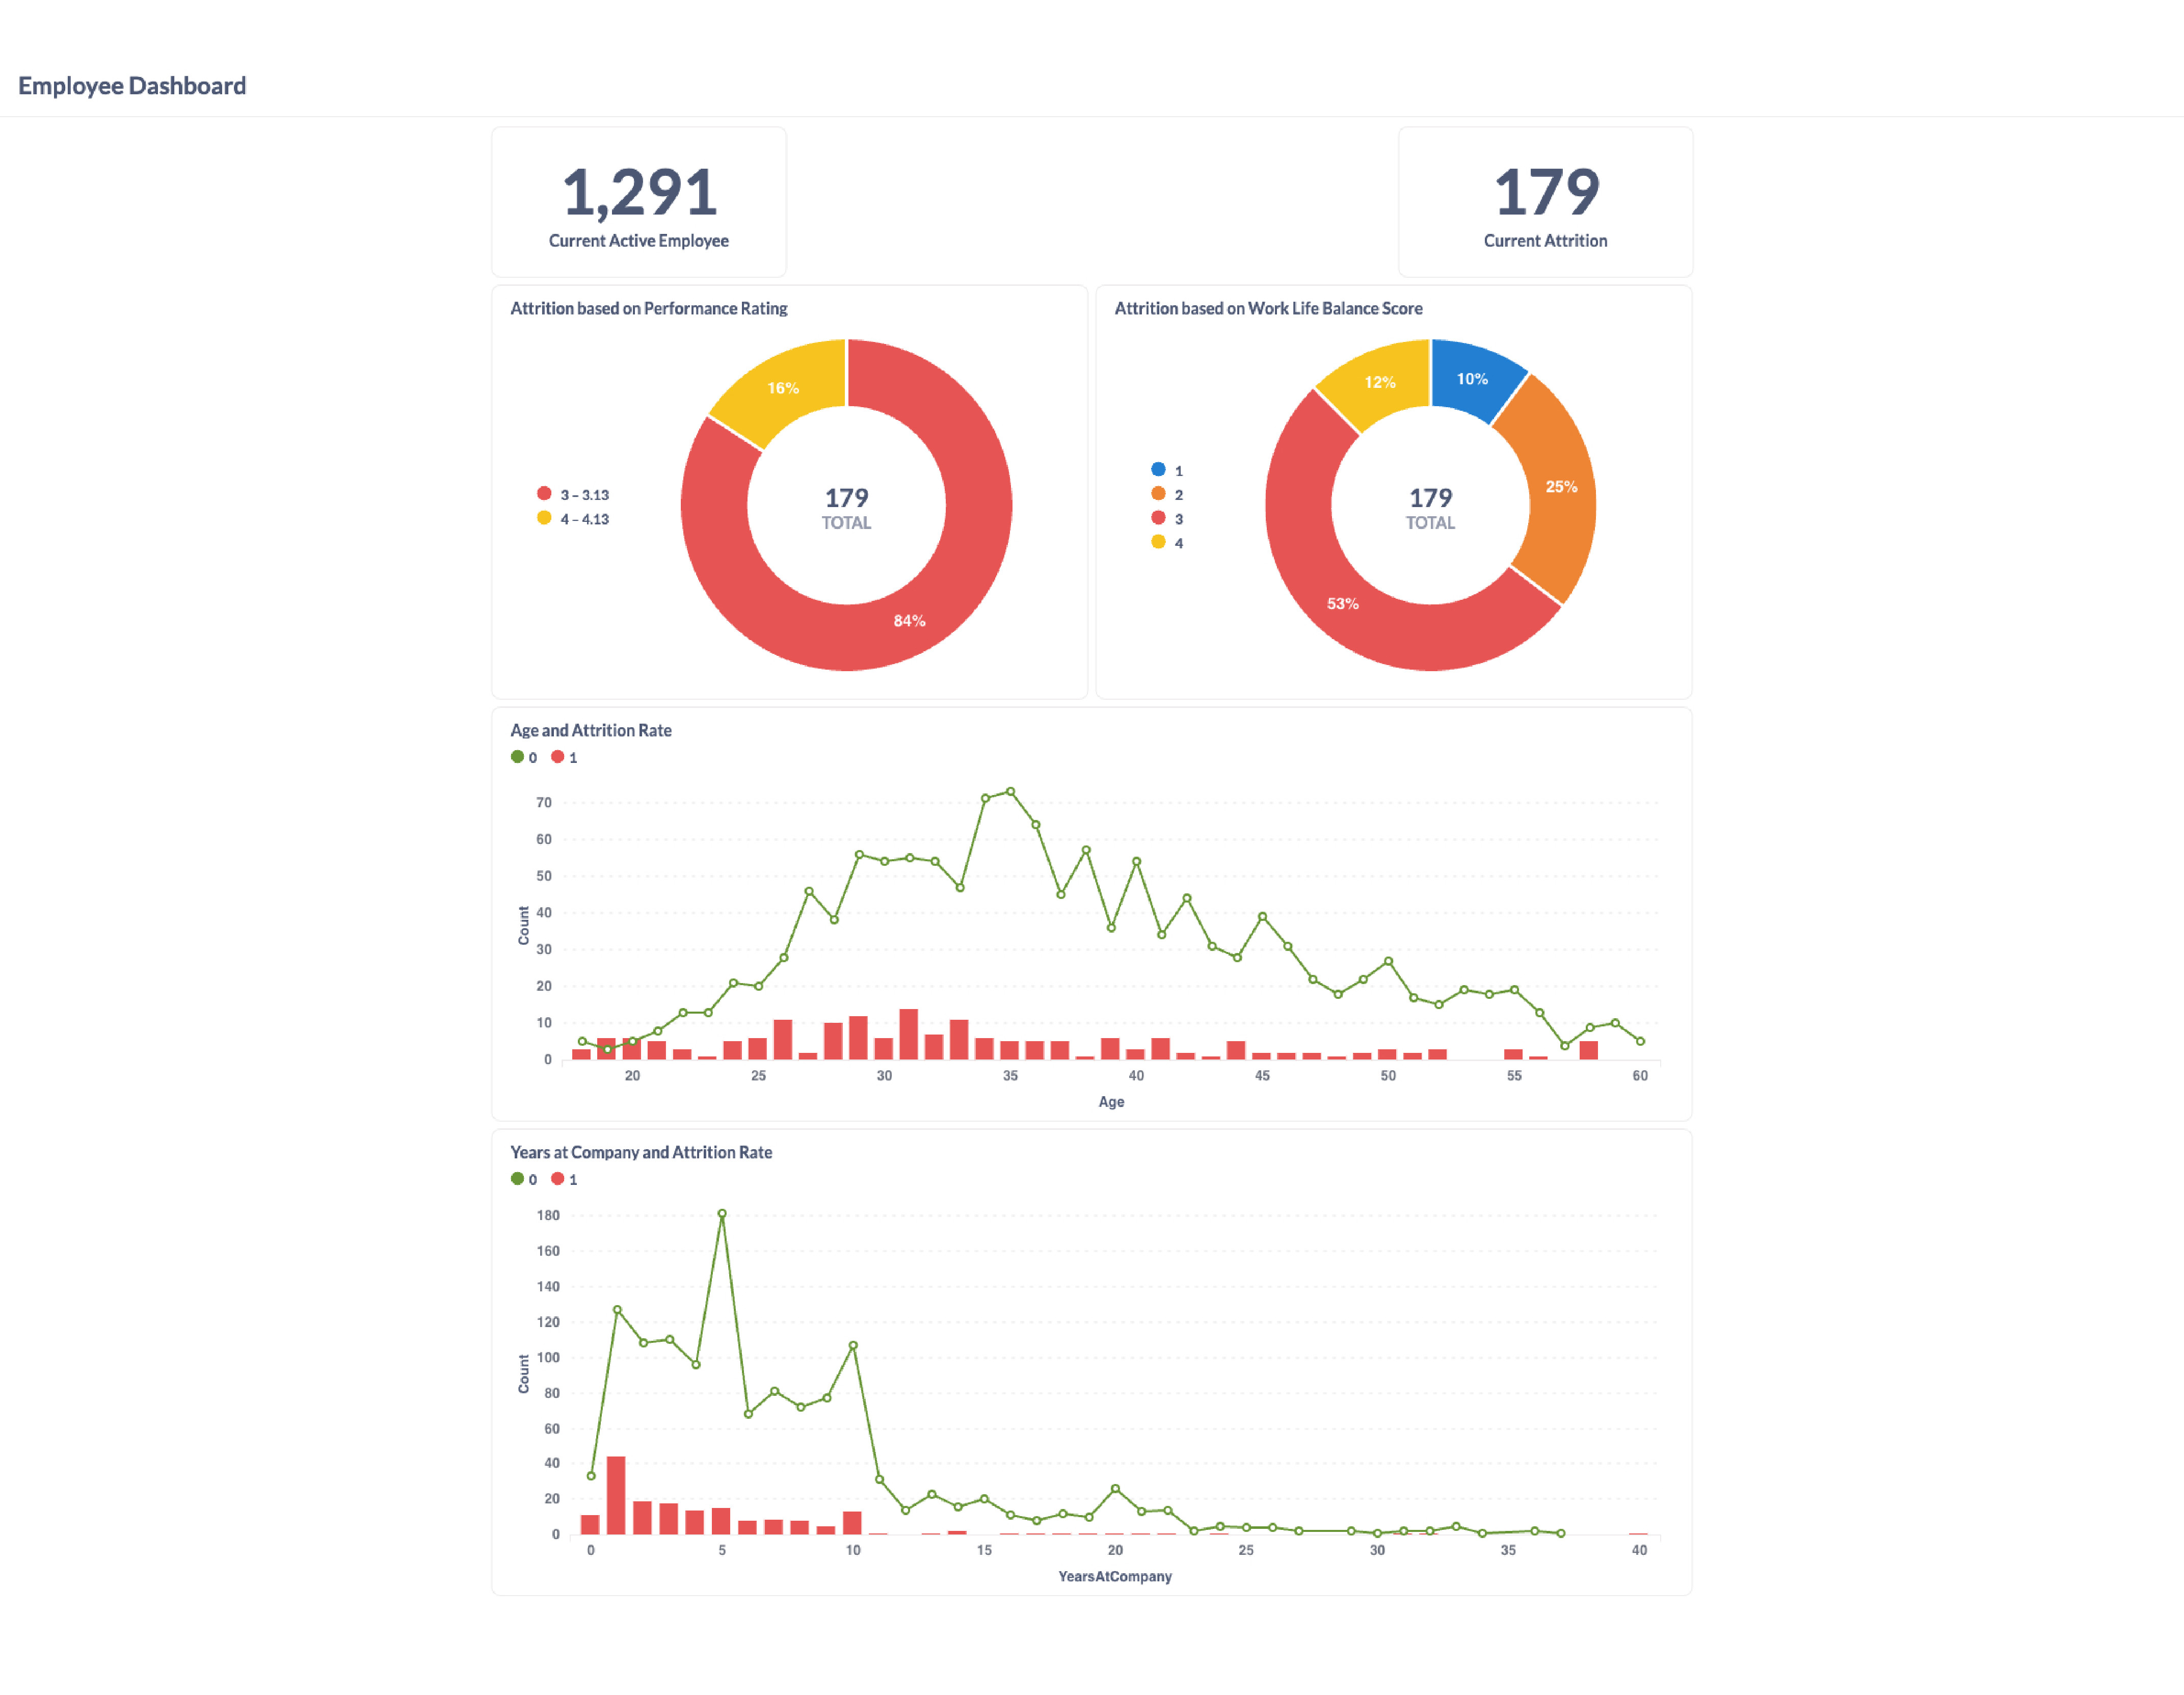 Employee Dashboard
1,291
Current Active Employee
179
Current Attrition
Attrition based on Performance Rating
3 – 3.13
4 – 4.13
16%
179
TOTAL
84%
Attrition based on Work Life Balance Score
1
2
3
4
12%
10%
25%
179
TOTAL
53%
Age and Attrition Rate
0 1
70
60
50
40
30
20
10
0
Count
20 25 30 35 40 45 50 55 60
Age
Years at Company and Attrition Rate
0 1
180
160
140
120
100
80
60
40
20
0
Count
0 5 10 15 20 25 30 35 40
YearsAtCompany